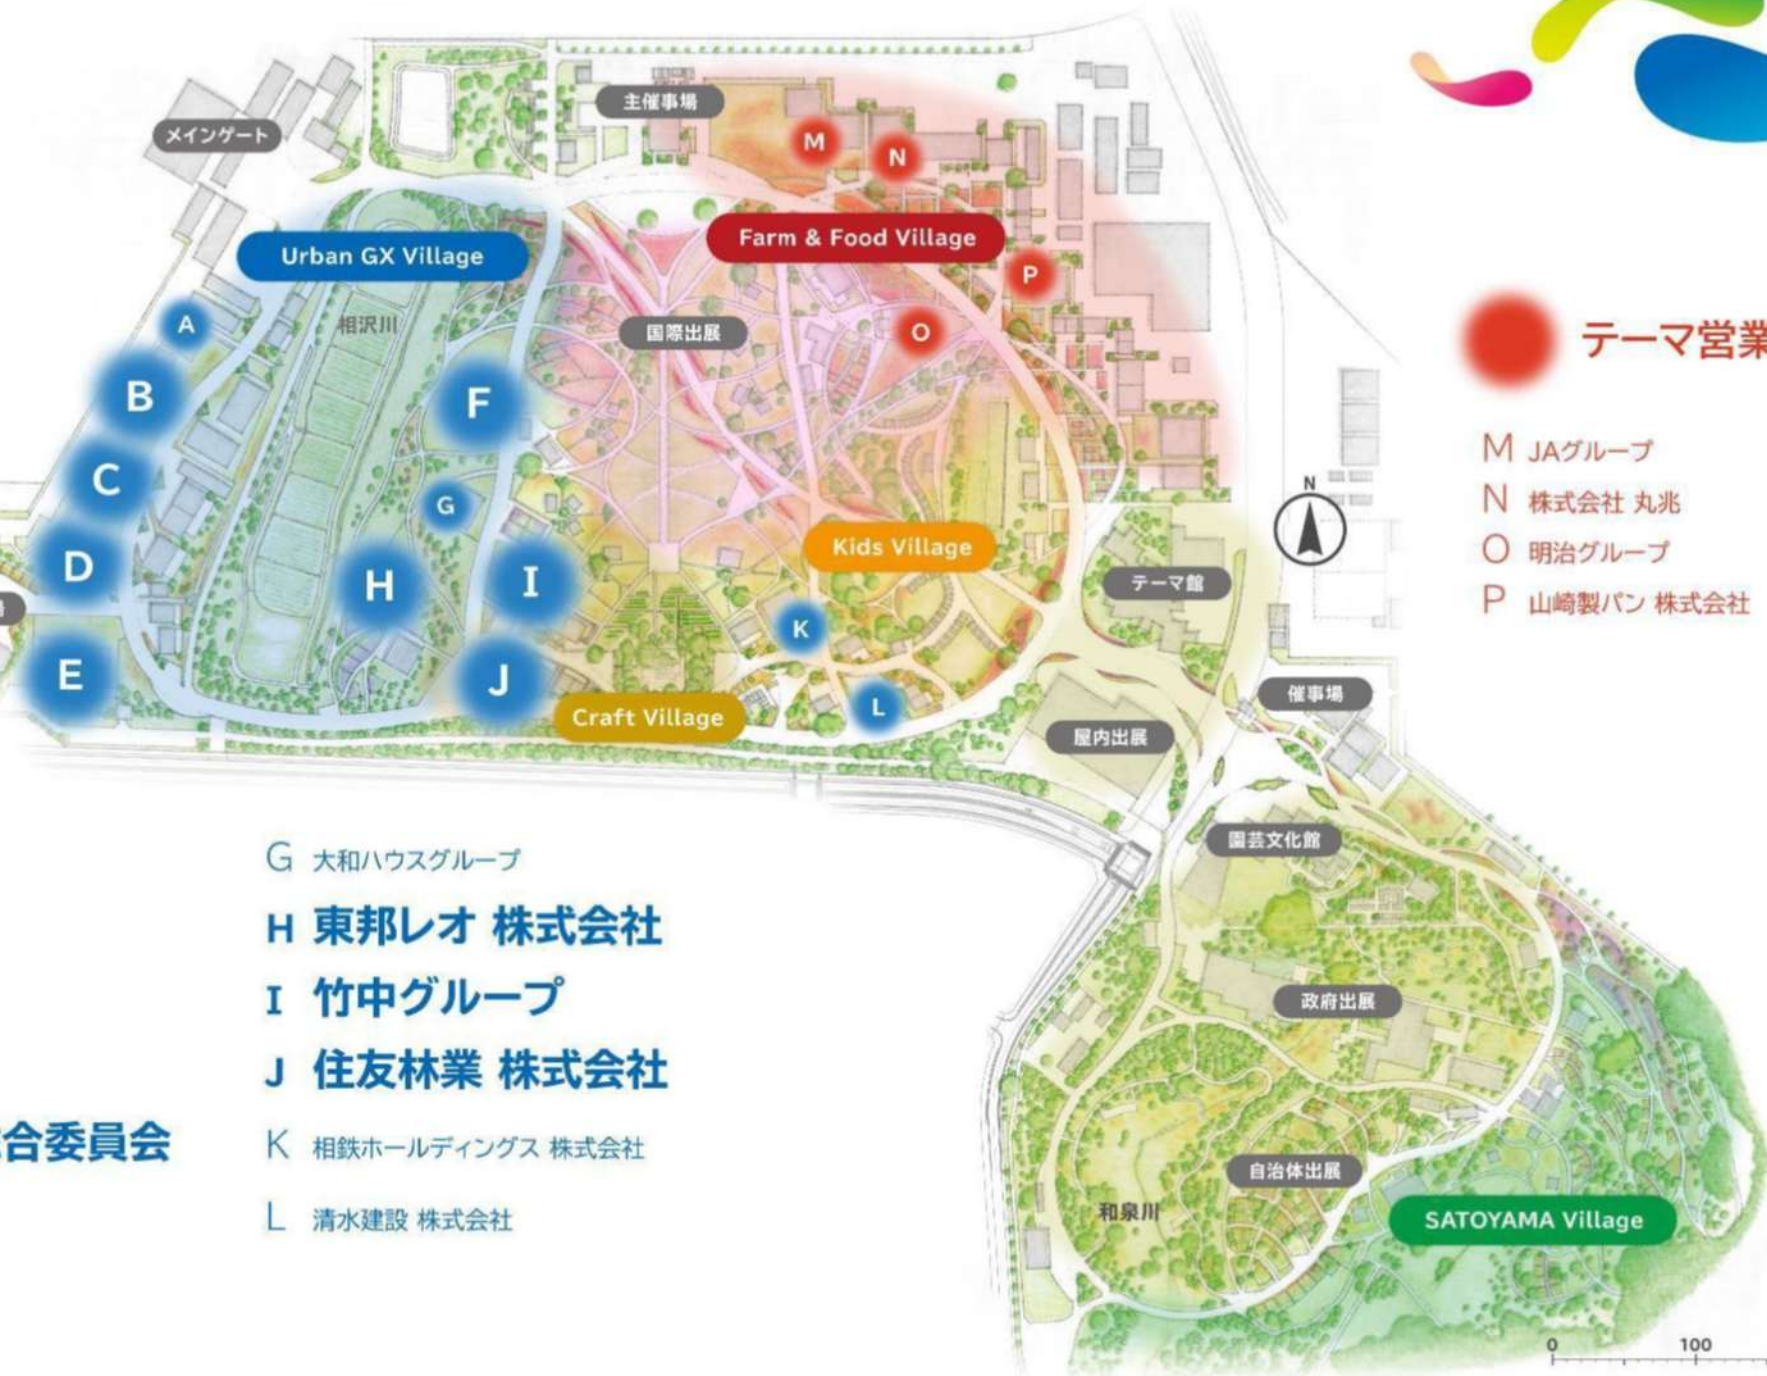 主催事場
メインゲート
M
N
Farm & Food Village
Urban GX Village
P
A
相沢川
国際出展
O
テーマ営業
B
F
M JAグループ
C
G
N
N 株式会社 丸兆
D
H
I
Kids Village
テーマ館
O 明治グループ
P 山崎製パン 株式会社
K
E
J
L
Craft Village
催事場
屋内出展
園芸文化館
G 大和ハウスグループ
H 東邦レオ 株式会社
I 竹中グループ
政府出展
J 住友林業 株式会社
合委員会
K 相鉄ホールディングス 株式会社
自治体出展
和泉川
L 清水建設 株式会社
SATOYAMA Village
0 100